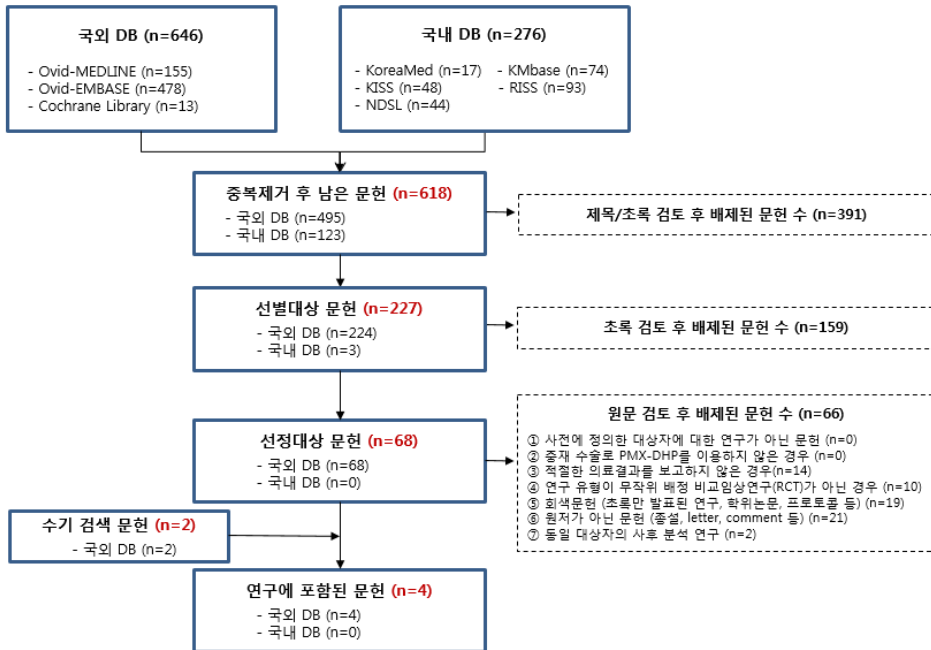 국외 DB (n=646)
- Ovid-MEDLINE (n=155)
- Ovid-EMBASE (n=478)
- Cochrane Library (n=13)
국내 DB (n=276)
- KoreaMed (n=17) - KMbase (n=74)
- KISS (n=48) - RISS (n=93)
- NDSL (n=44)
중복제거 후 남은 문헌 (n=618)
- 국외 DB (n=495)
- 국내 DB (n=123)
제목/초록 검토 후 배제된 문헌 수 (n=391)
선별대상 문헌 (n=227)
- 국외 DB (n=224)
- 국내 DB (n=3)
초록 검토 후 배제된 문헌 수 (n=159)
선정대상 문헌 (n=68)
- 국외 DB (n=68)
- 국내 DB (n=0)
원문 검토 후 배제된 문헌 수 (n=66)
① 사전에 정의한 대상자에 대한 연구가 아닌 문헌 (n=0)
② 중재 수술로 PMX-DHP를 이용하지 않은 경우 (n=0)
③ 적절한 의료결과를 보고하지 않은 경우(n=14)
④ 연구 유형이 무작위 배정 비교임상연구(RCT)가 아닌 경우 (n=10)
⑤ 회색문헌 (초록만 발표된 연구, 학위논문, 프로토콜 등) (n=19)
⑥ 원저가 아닌 문헌 (종설, letter, comment 등) (n=21)
⑦ 동일 대상자의 사후 분석 연구 (n=2)
수기 검색 문헌 (n=2)
- 국외 DB (n=2)
연구에 포함된 문헌 (n=4)
- 국외 DB (n=4)
- 국내 DB (n=0)